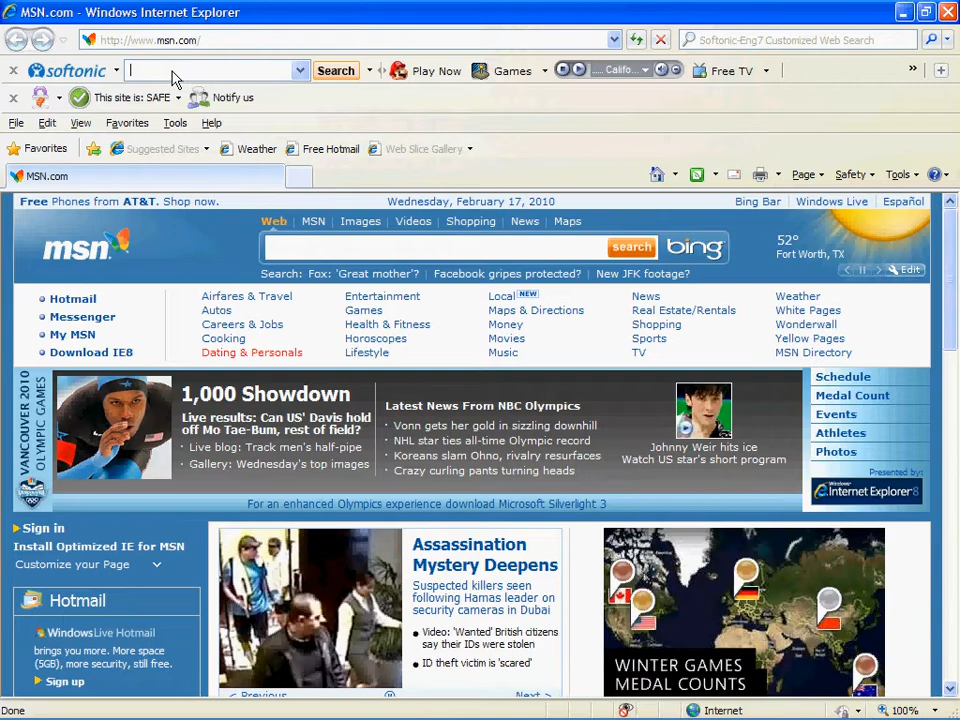 MSN.com - Windows Internet Explorer
http://www.msn.com/
Softonic-Eng7 Customized Web Search
softonic
Search
Play Now
Games
..... Califo...
Free TV
»
This site is: SAFE
Notify us
File Edit View Favorites Tools Help
Favorites
Suggested Sites
Weather
Free Hotmail
Web Slice Gallery
MSN.com
Page
Safety
Tools
Free Phones from AT&T. Shop now.
Wednesday, February 17, 2010
Bing Bar
Windows Live
Español
Web MSN Images Videos Shopping News Maps
msn
search
bing
52°
Fort Worth, TX
Edit
Search: Fox: 'Great mother'? | Facebook gripes protected? | New JFK footage?
Hotmail
Messenger
My MSN
Download IE8
Airfares & Travel
Autos
Careers & Jobs
Cooking
Dating & Personals
Entertainment
Games
Health & Fitness
Horoscopes
Lifestyle
Local NEW
Maps & Directions
Money
Movies
Music
News
Real Estate/Rentals
Shopping
Sports
TV
Weather
White Pages
Wonderwall
Yellow Pages
MSN Directory
VANCOUVER 2010
OLYMPIC GAMES
1,000 Showdown
Live results: Can US' Davis hold
off Mo Tae-Bum, rest of field?
Live blog: Track men's half-pipe
Gallery: Wednesday's top images
Latest News From NBC Olympics
Vonn gets her gold in sizzling downhill
NHL star ties all-time Olympic record
Koreans slam Ohno, rivalry resurfaces
Crazy curling pants turning heads
Johnny Weir hits ice
Watch US star's short program
Schedule
Medal Count
Events
Athletes
Photos
Presented by:
Windows
Internet Explorer 8
For an enhanced Olympics experience download Microsoft Silverlight 3
Sign in
Install Optimized IE for MSN
Customize your Page
Hotmail
Windows Live Hotmail
brings you more. More space
(5GB), more security, still free.
Sign up
Assassination
Mystery Deepens
Suspected killers seen
following Hamas leader on
security cameras in Dubai
Video: 'Wanted' British citizens
say their IDs were stolen
ID theft victim is 'scared'
< Previous
Next >
WINTER GAMES
MEDAL COUNTS
Done
Internet
100%